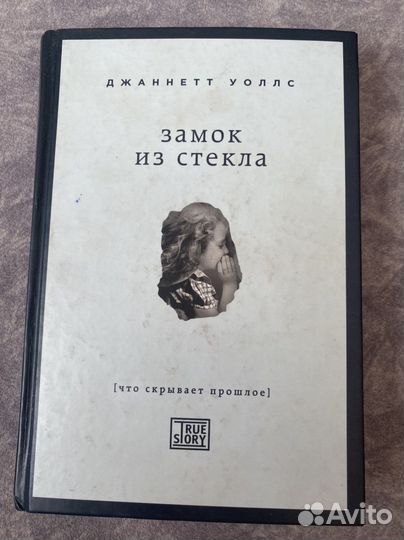 ДЖАННЕТТ УОЛЛС
ЗАМОК
ИЗ СТЕКЛА
[что скрывает прошлое]
TRUE
STORY
Avito